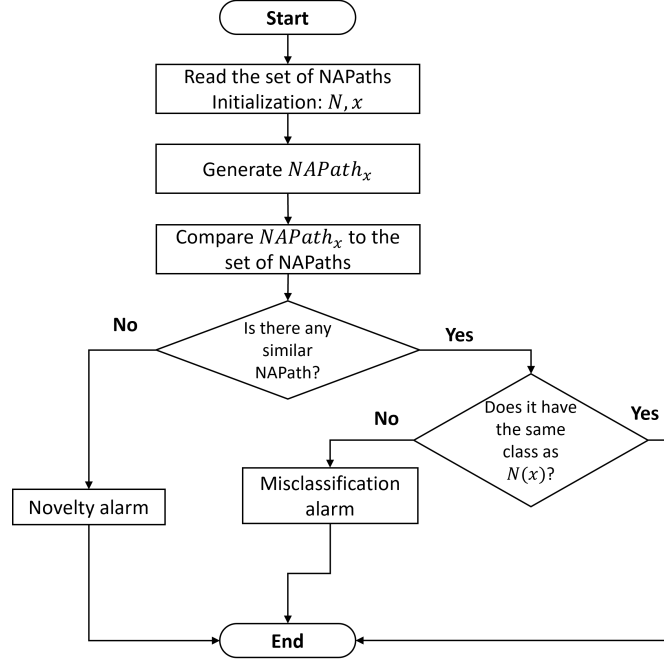 Start
Read the set of NAPaths
Initialization: N, x
Generate NAPath_x
Compare NAPath_x to the
set of NAPaths
Is there any
similar
NAPath?
No
Yes
Does it have
the same
class as
N(x)?
No
Yes
Misclassification
alarm
Novelty alarm
End